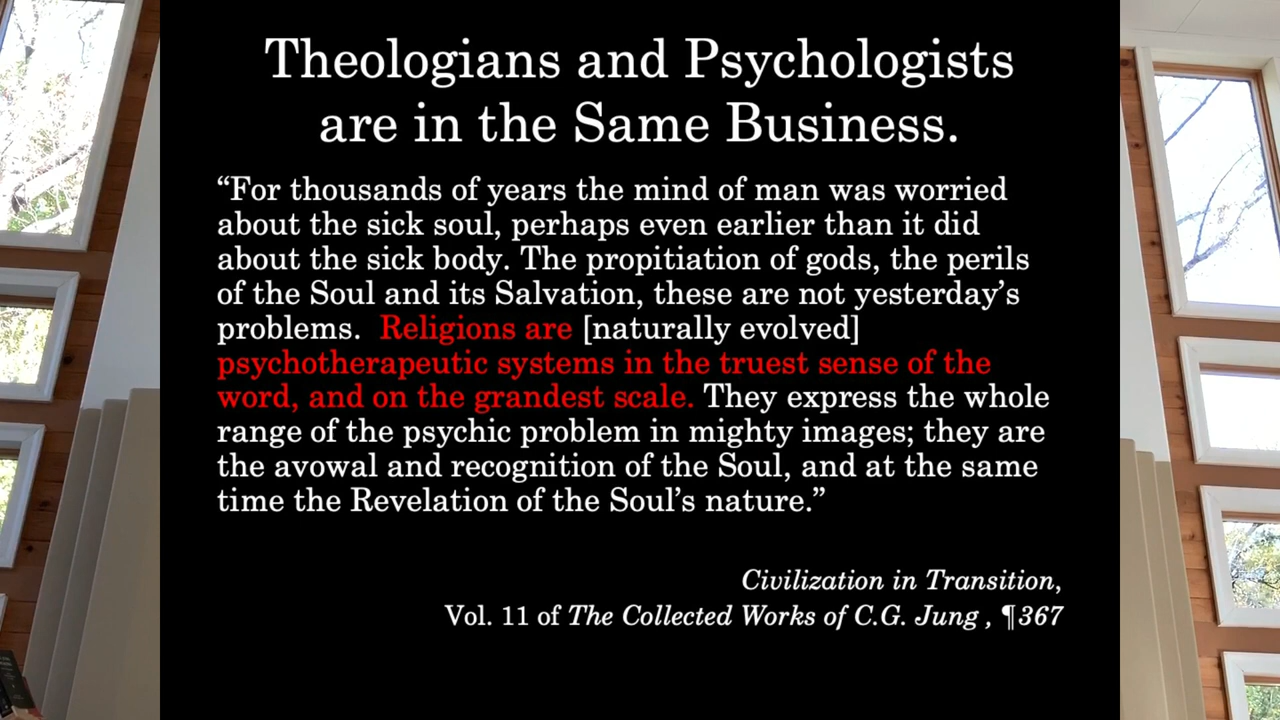 Theologians and Psychologists
are in the Same Business.
“For thousands of years the mind of man was worried
about the sick soul, perhaps even earlier than it did
about the sick body. The propitiation of gods, the perils
of the Soul and its Salvation, these are not yesterday’s
problems.  Religions are [naturally evolved]
psychotherapeutic systems in the truest sense of the
word, and on the grandest scale. They express the whole
range of the psychic problem in mighty images; they are
the avowal and recognition of the Soul, and at the same
time the Revelation of the Soul’s nature.”
Civilization in Transition,
Vol. 11 of The Collected Works of C.G. Jung , ¶367